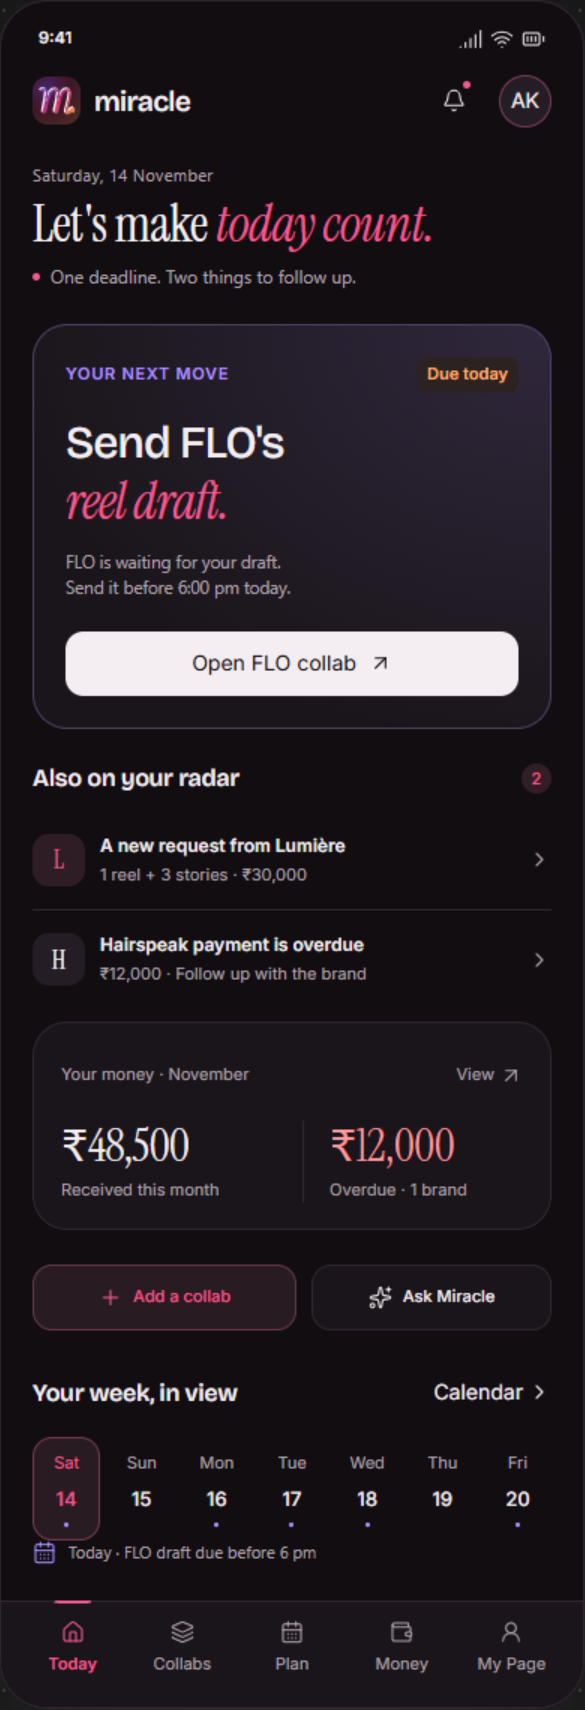 9:41
miracle
AK
Saturday, 14 November
Let's make today count.
One deadline. Two things to follow up.
YOUR NEXT MOVE
Due today
Send FLO's
reel draft.
FLO is waiting for your draft.
Send it before 6:00 pm today.
Open FLO collab
Also on your radar
2
L
A new request from Lumière
1 reel + 3 stories · ₹30,000
H
Hairspeak payment is overdue
₹12,000 · Follow up with the brand
Your money · November
View
₹48,500
₹12,000
Received this month
Overdue · 1 brand
Add a collab
Ask Miracle
Your week, in view
Calendar
Sat Sun Mon Tue Wed Thu Fri
14 15 16 17 18 19 20
Today · FLO draft due before 6 pm
Today Collabs Plan Money My Page